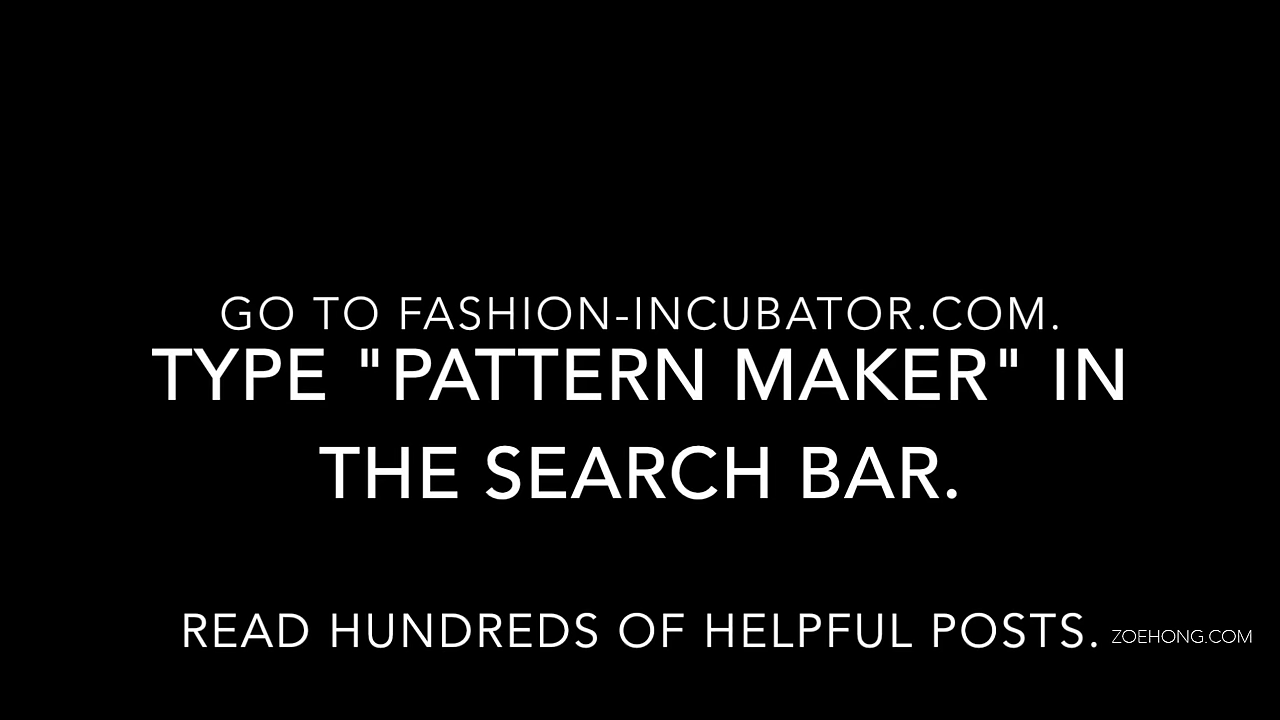 GO TO FASHION-INCUBATOR.COM.
TYPE "PATTERN MAKER" IN
THE SEARCH BAR.
READ HUNDREDS OF HELPFUL POSTS.
ZOEHONG.COM